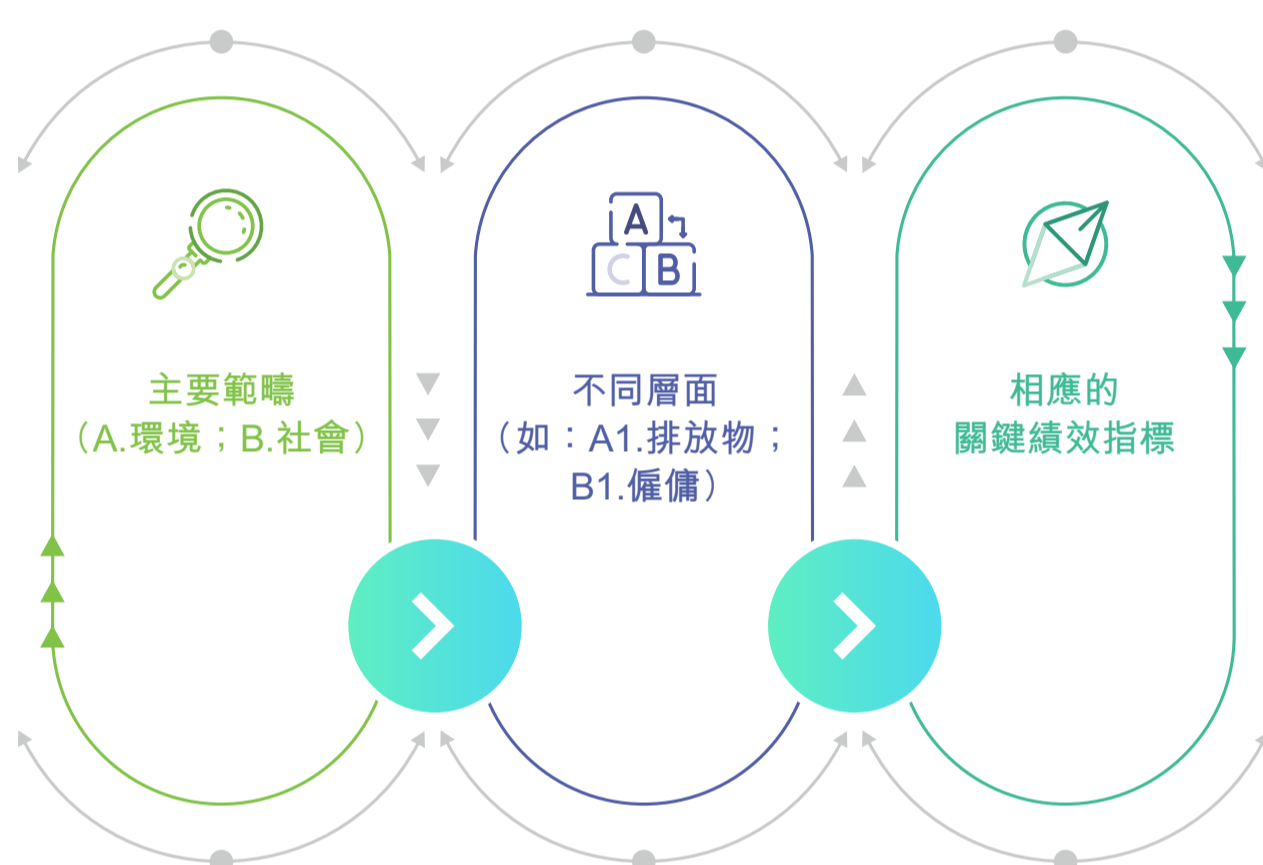 A
C B
主要範疇
（A.環境；B.社會）
不同層面
（如：A1.排放物；
B1.僱傭）
相應的
關鍵績效指標